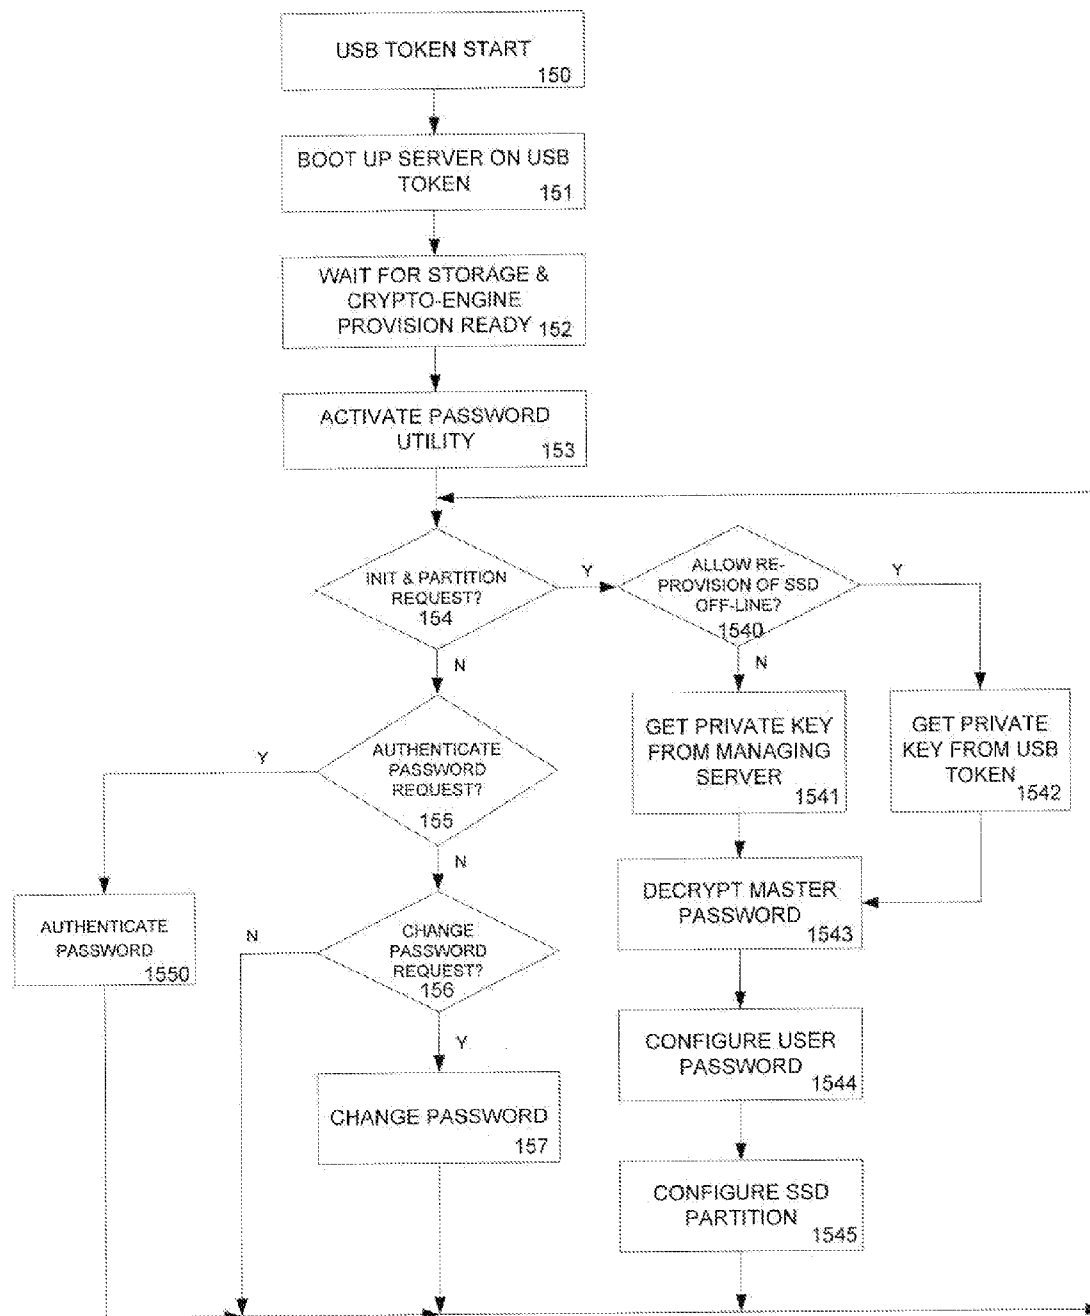 USB TOKEN START
150
BOOT UP SERVER ON USB
TOKEN
151
WAIT FOR STORAGE &
CRYPTO-ENGINE
PROVISION READY
152
ACTIVATE PASSWORD
UTILITY
153
INIT & PARTITION
REQUEST?
154
Y
N
ALLOW RE-
PROVISION OF SSD
OFF-LINE?
1540
Y
N
AUTHENTICATE
PASSWORD
REQUEST?
155
Y
N
GET PRIVATE KEY
FROM MANAGING
SERVER
1541
GET PRIVATE
KEY FROM USB
TOKEN
1542
AUTHENTICATE
PASSWORD
1550
CHANGE
PASSWORD
REQUEST?
156
N
Y
DECRYPT MASTER
PASSWORD
1543
CHANGE PASSWORD
157
CONFIGURE USER
PASSWORD
1544
CONFIGURE SSD
PARTITION
1545